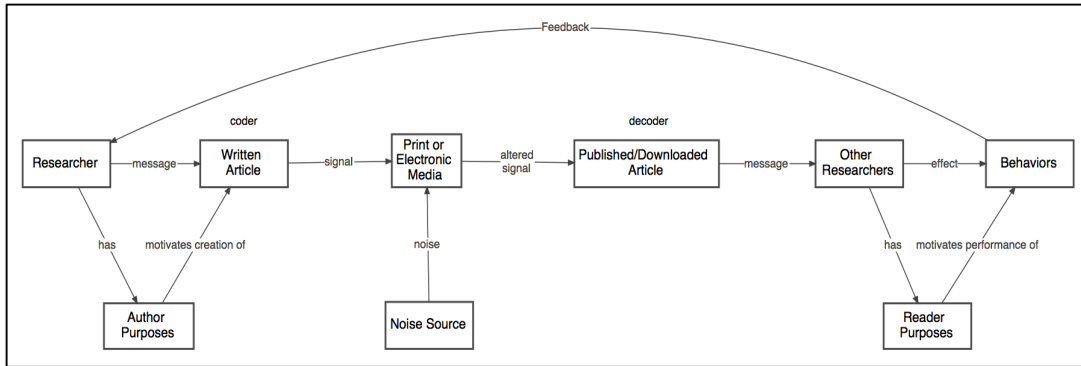 Feedback
coder
decoder
Researcher
message
Written
Article
signal
Print or
Electronic
Media
altered
signal
Published/Downloaded
Article
message
Other
Researchers
effect
Behaviors
has
motivates creation of
noise
has
motivates performance of
Author
Purposes
Noise Source
Reader
Purposes